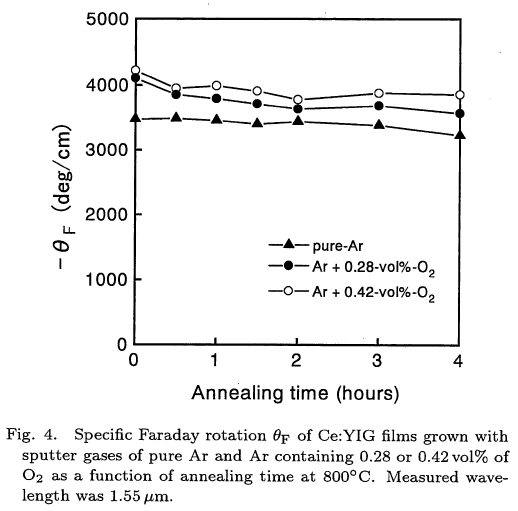 5000
4000
3000
2000
1000
0
−θF (deg/cm)
pure-Ar
Ar + 0.28-vol%-O2
Ar + 0.42-vol%-O2
0 1 2 3 4
Annealing time (hours)
Fig. 4. Specific Faraday rotation θF of Ce:YIG films grown with
sputter gases of pure Ar and Ar containing 0.28 or 0.42 vol% of
O2 as a function of annealing time at 800°C. Measured wave-
length was 1.55 μm.